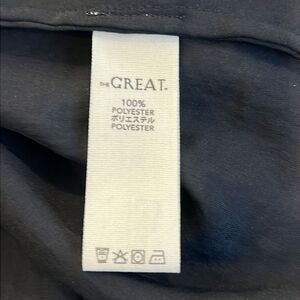 THE GREAT.
100%
POLYESTER
ポリエステル
POLYESTER